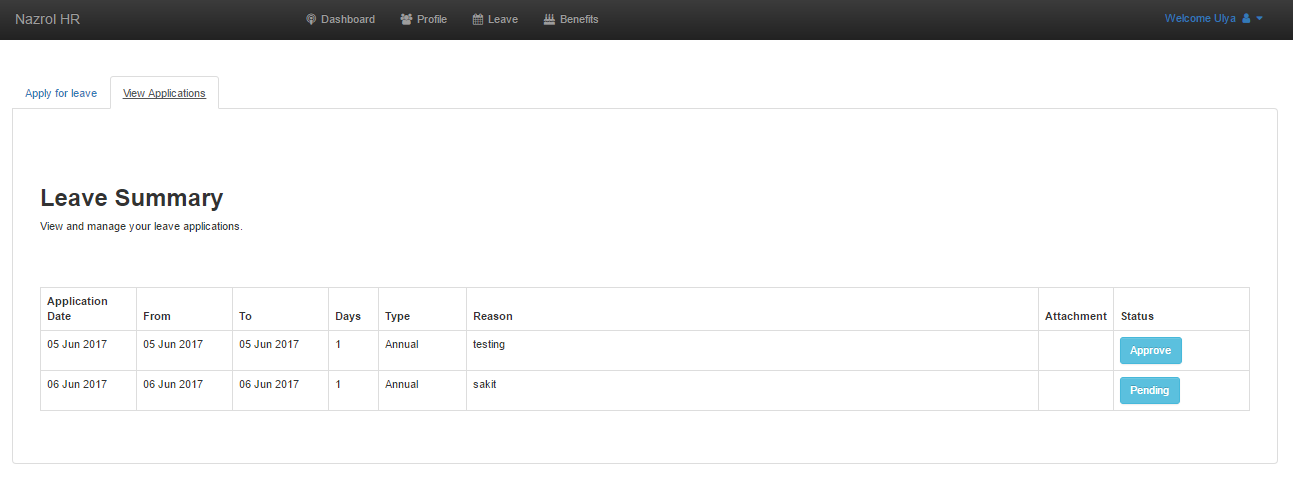 Nazrol HR Dashboard Profile Leave Benefits Welcome Ulya
Apply for leave View Applications
Leave Summary
View and manage your leave applications.
Application Date From To Days Type Reason Attachment Status
05 Jun 2017 05 Jun 2017 05 Jun 2017 1 Annual testing Approve
06 Jun 2017 06 Jun 2017 06 Jun 2017 1 Annual sakit Pending